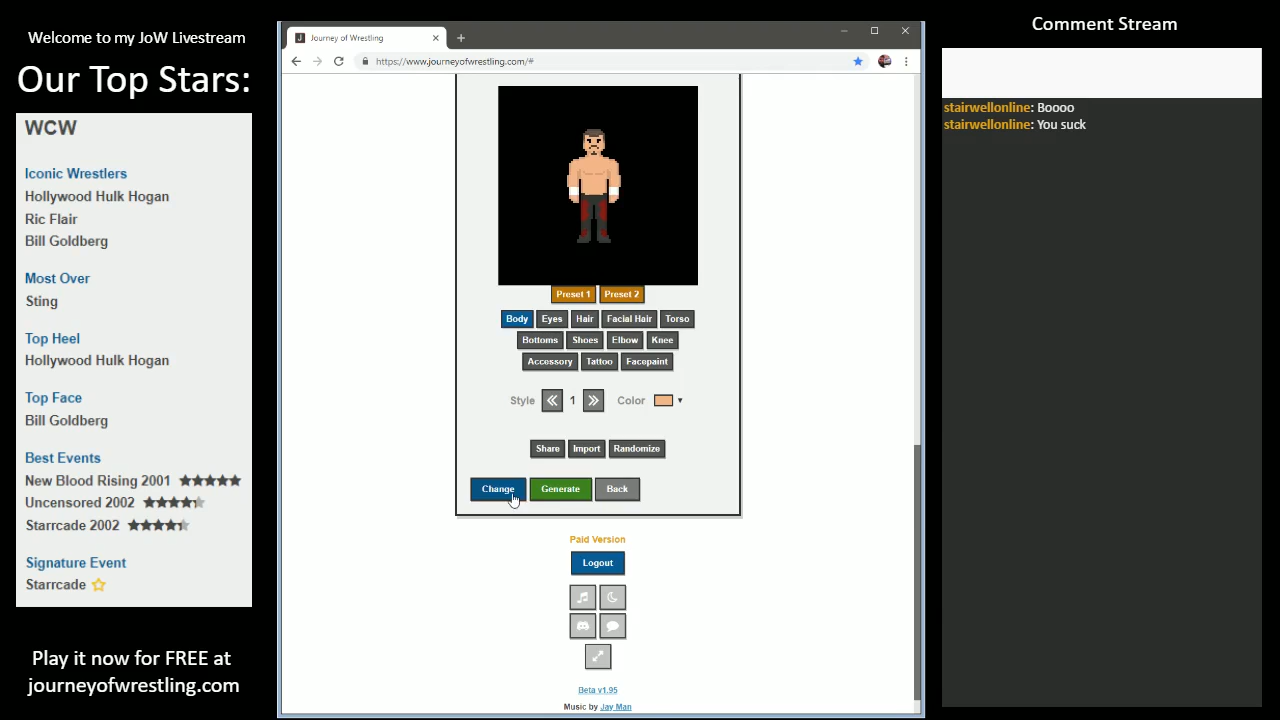 Welcome to my JoW Livestream
Our Top Stars:
WCW
Iconic Wrestlers
Hollywood Hulk Hogan
Ric Flair
Bill Goldberg
Most Over
Sting
Top Heel
Hollywood Hulk Hogan
Top Face
Bill Goldberg
Best Events
New Blood Rising 2001
Uncensored 2002
Starrcade 2002
Signature Event
Starrcade
Play it now for FREE at
journeyofwrestling.com
Journey of Wrestling
https://www.journeyofwrestling.com/#
Preset 1 Preset 2
Body Eyes Hair Facial Hair Torso
Bottoms Shoes Elbow Knee
Accessory Tattoo Facepaint
Style 1 Color
Share Import Randomize
Change Generate Back
Paid Version
Logout
Beta v1.95
Music by Jay Man
Comment Stream
stairwellonline: Boooo
stairwellonline: You suck